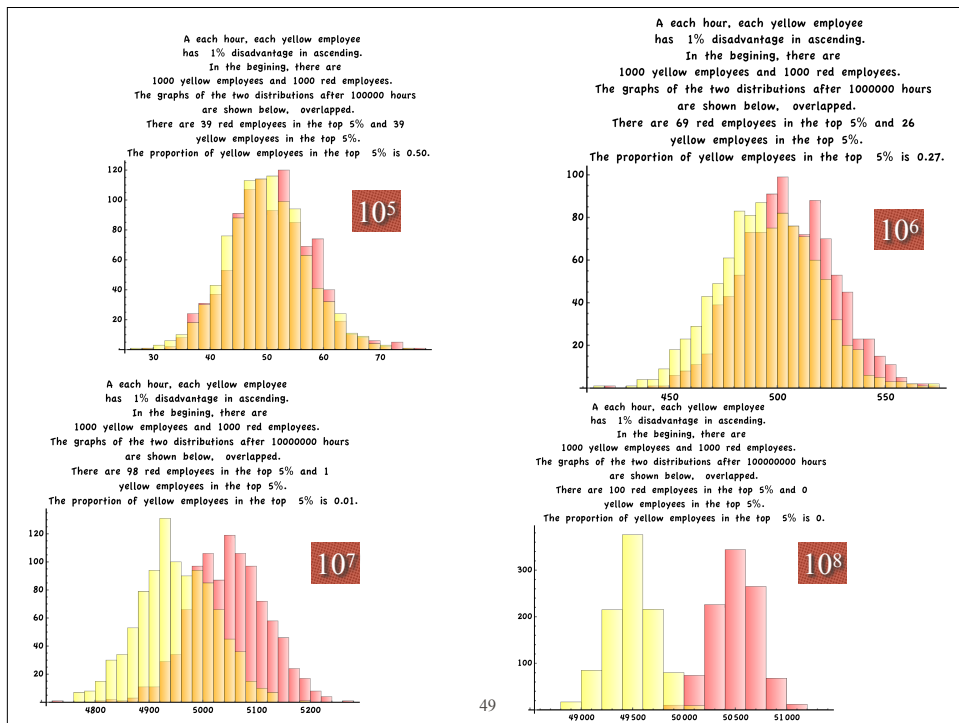 A each hour, each yellow employee
has 1% disadvantage in ascending.
In the begining, there are
1000 yellow employees and 1000 red employees.
The graphs of the two distributions after 100000 hours
are shown below, overlapped.
There are 39 red employees in the top 5% and 39
yellow employees in the top 5%.
The proportion of yellow employees in the top 5% is 0.50.
120
100
80
60
40
20
30 40 50 60 70
10⁵
A each hour, each yellow employee
has 1% disadvantage in ascending.
In the begining, there are
1000 yellow employees and 1000 red employees.
The graphs of the two distributions after 1000000 hours
are shown below, overlapped.
There are 69 red employees in the top 5% and 26
yellow employees in the top 5%.
The proportion of yellow employees in the top 5% is 0.27.
100
80
60
40
20
450 500 550
10⁶
A each hour, each yellow employee
has 1% disadvantage in ascending.
In the begining, there are
1000 yellow employees and 1000 red employees.
The graphs of the two distributions after 10000000 hours
are shown below, overlapped.
There are 98 red employees in the top 5% and 1
yellow employees in the top 5%.
The proportion of yellow employees in the top 5% is 0.01.
120
100
80
60
40
20
4800 4900 5000 5100 5200
10⁷
A each hour, each yellow employee
has 1% disadvantage in ascending.
In the begining, there are
1000 yellow employees and 1000 red employees.
The graphs of the two distributions after 100000000 hours
are shown below, overlapped.
There are 100 red employees in the top 5% and 0
yellow employees in the top 5%.
The proportion of yellow employees in the top 5% is 0.
300
200
100
49000 49500 50000 50500 51000
10⁸
49